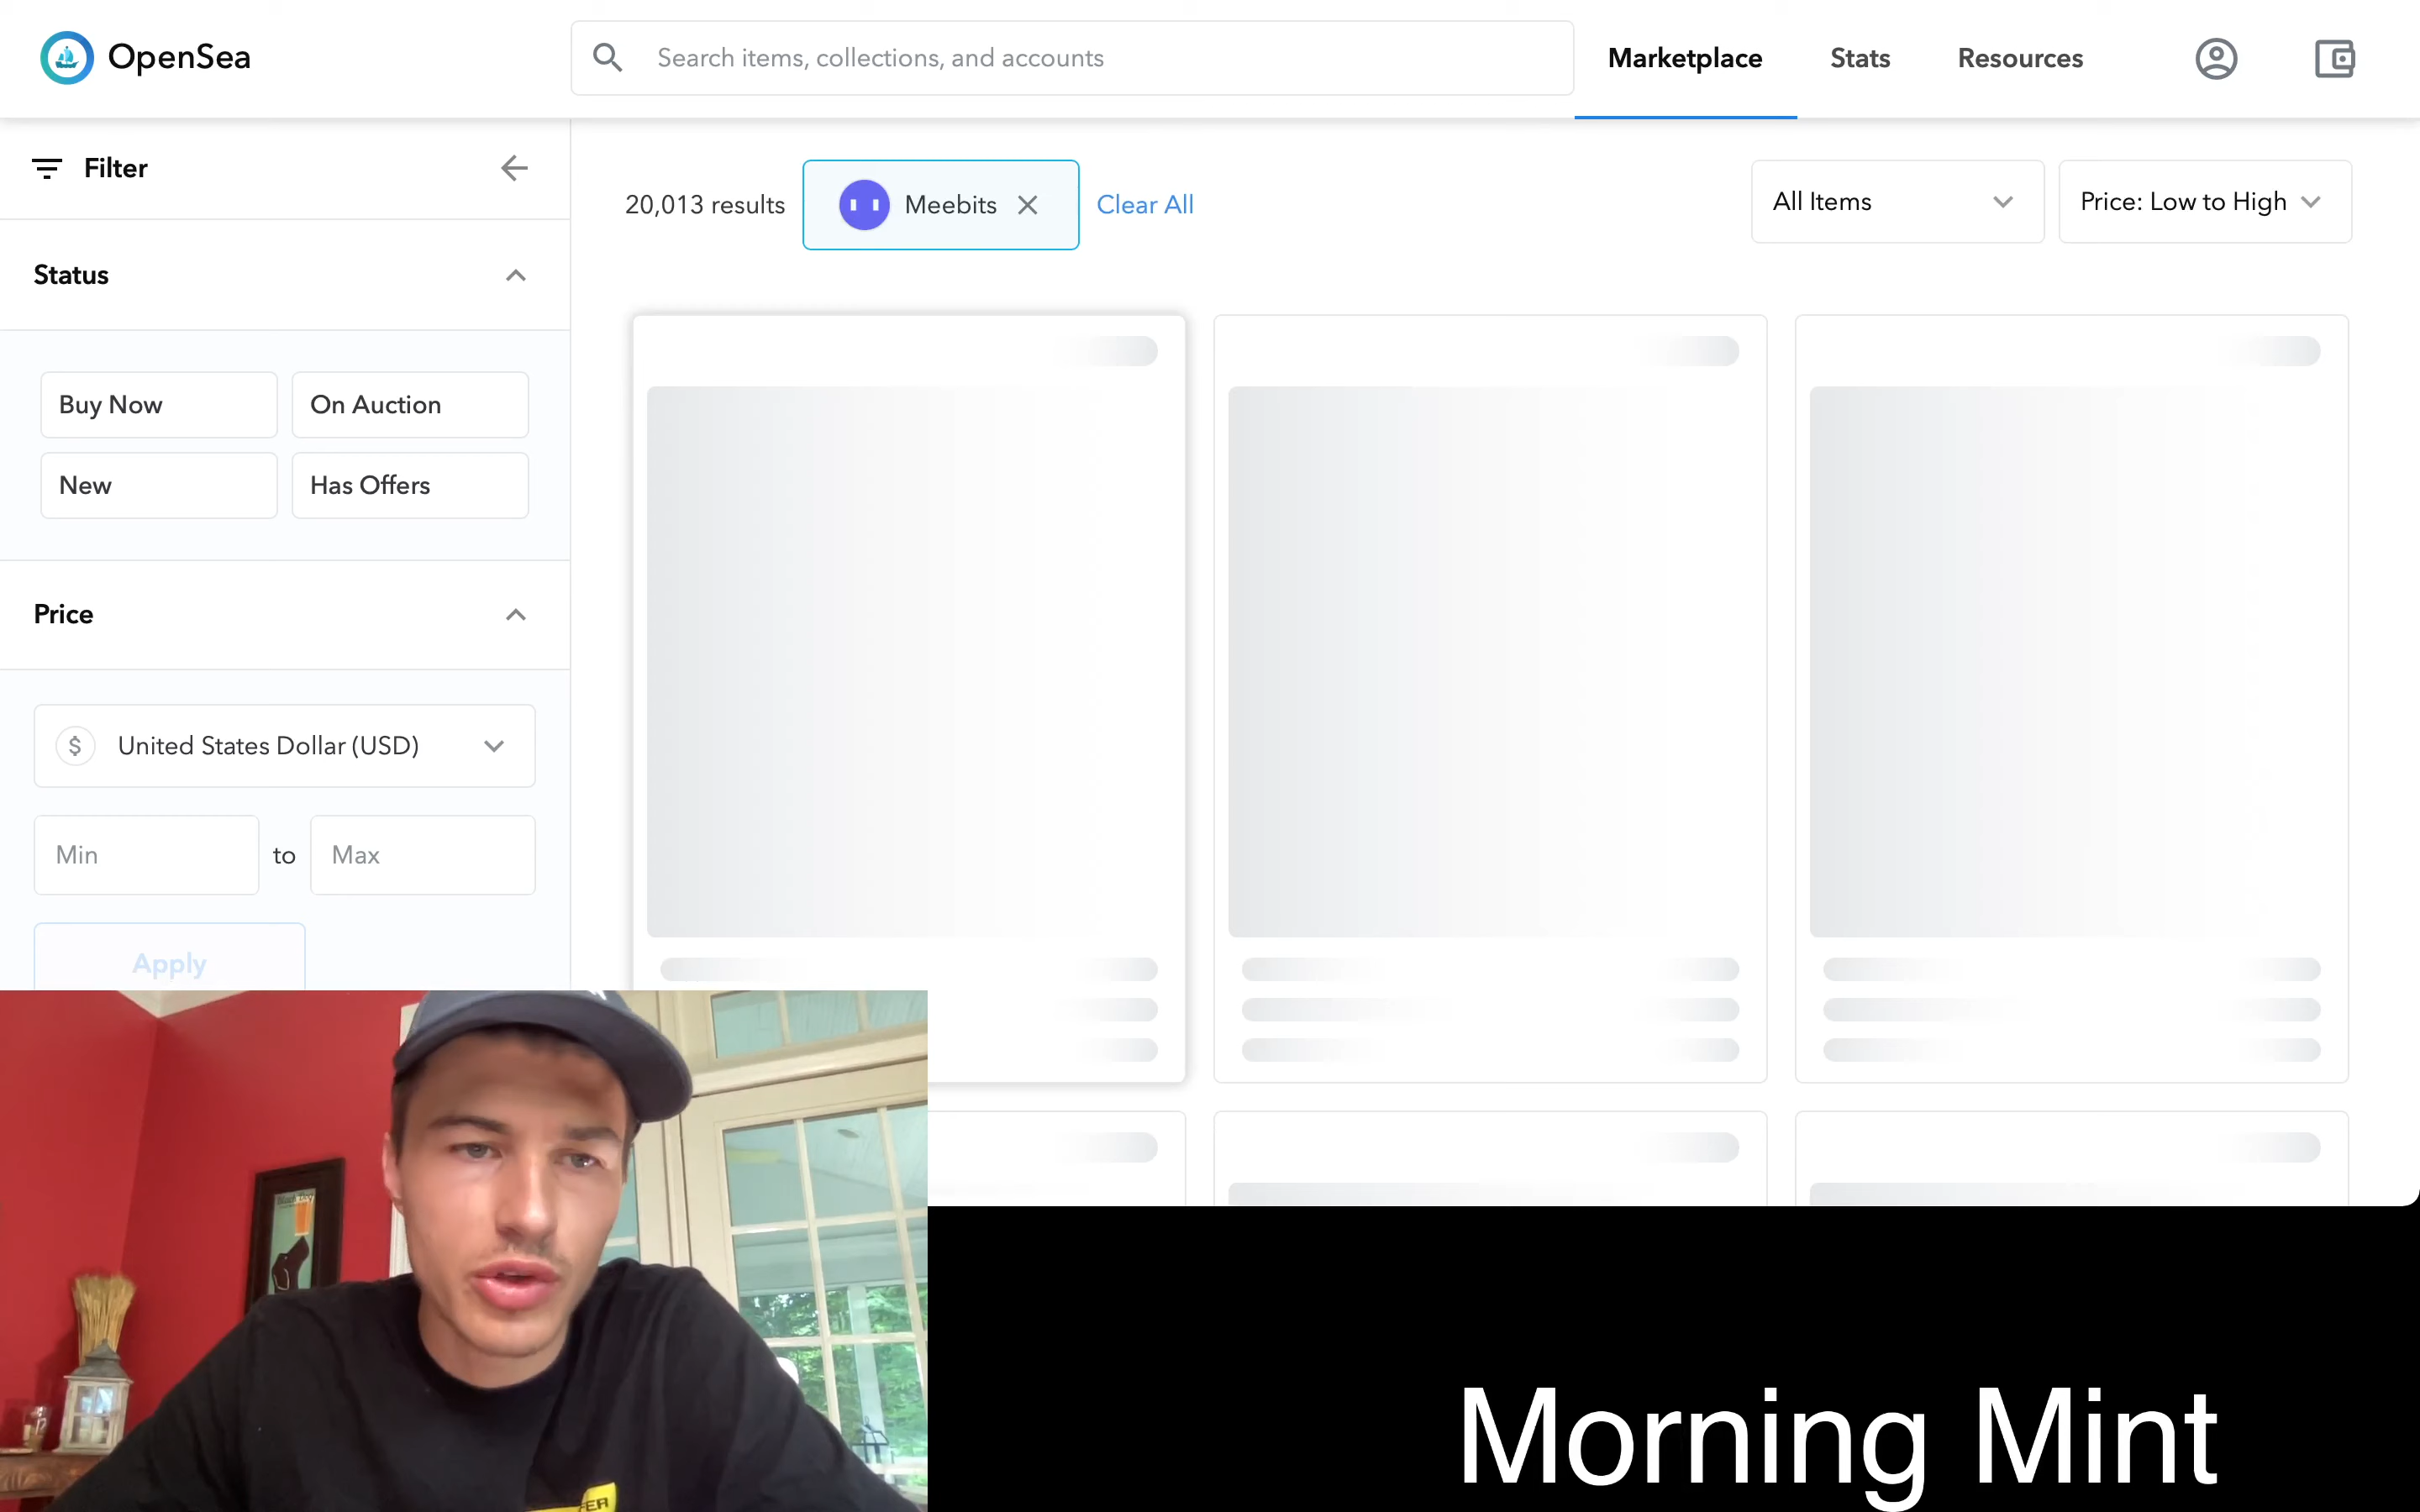 OpenSea
Search items, collections, and accounts
Marketplace
Stats
Resources
Filter
20,013 results
Meebits
Clear All
All Items
Price: Low to High
Status
Buy Now
On Auction
New
Has Offers
Price
$ United States Dollar (USD)
Min
to
Max
Apply
Morning Mint